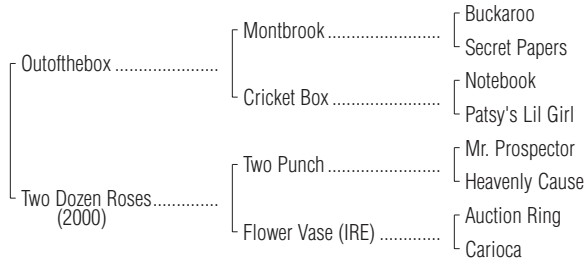 Buckaroo
Montbrook .......................
Secret Papers
Outofthebox .....................
Notebook
Cricket Box ......................
Patsy's Lil Girl
Mr. Prospector
Two Punch .......................
Heavenly Cause
Two Dozen Roses.............
(2000)
Auction Ring
Flower Vase (IRE) ............
Carioca